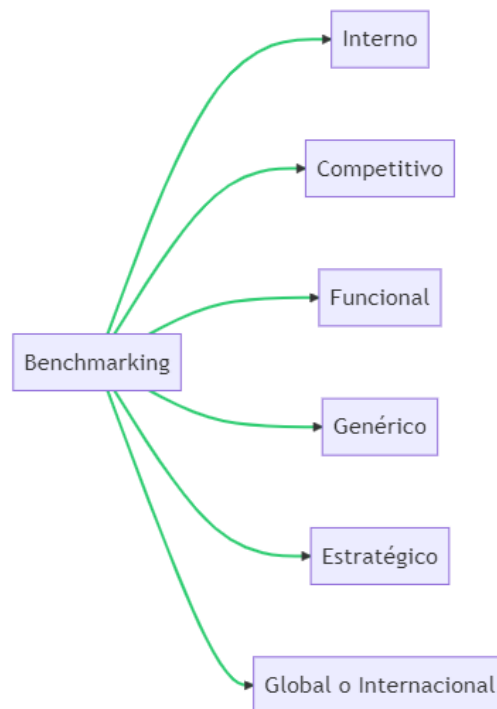 Interno
Competitivo
Funcional
Benchmarking
Genérico
Estratégico
Global o Internacional